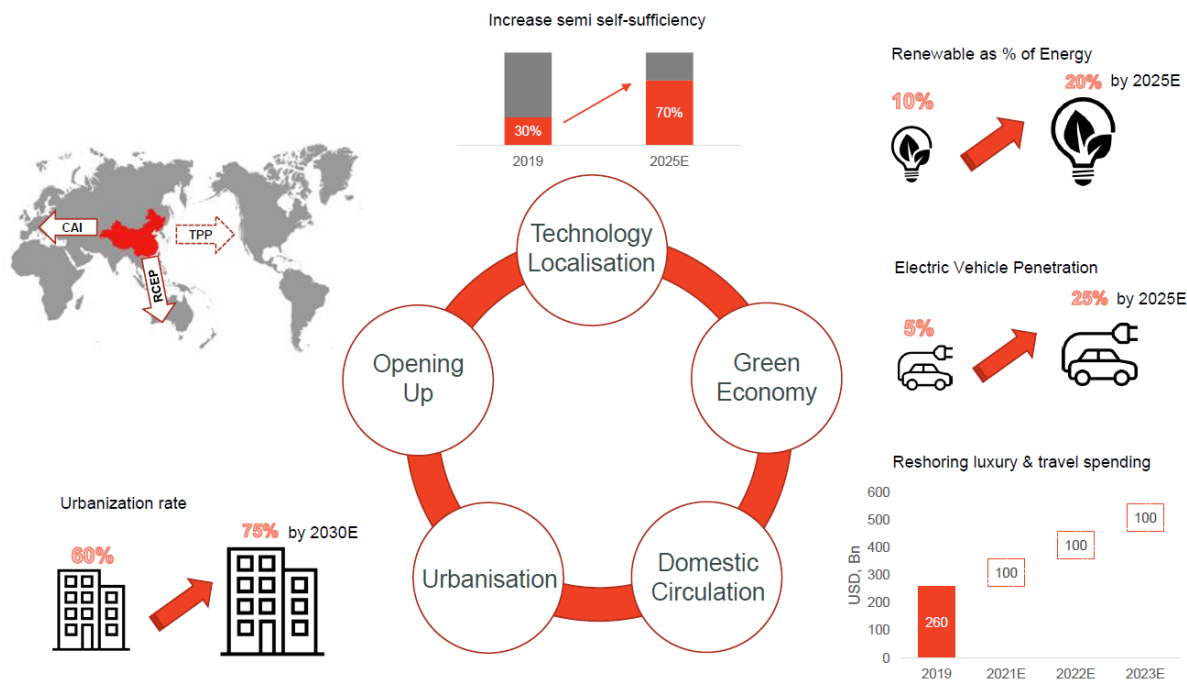 Increase semi self-sufficiency
30%
70%
2019
2025E
Renewable as % of Energy
10%
20% by 2025E
CAI
TPP
RCEP
Technology
Localisation
Electric Vehicle Penetration
5%
25% by 2025E
Opening
Up
Green
Economy
Urbanization rate
60%
75% by 2030E
Urbanisation
Domestic
Circulation
Reshoring luxury & travel spending
USD, Bn
600
500
400
300
200
100
0
260
100
100
100
2019
2021E
2022E
2023E